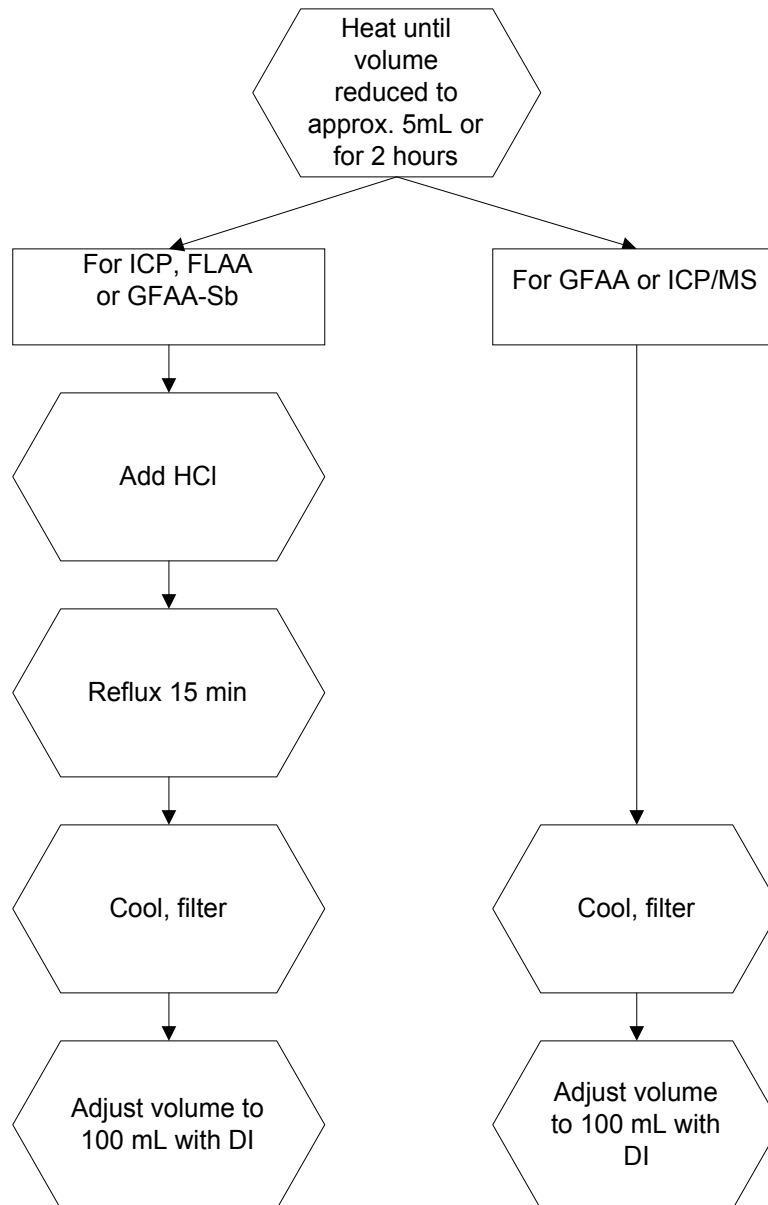 Heat until
volume
reduced to
approx. 5mL or
for 2 hours
For ICP, FLAA
or GFAA-Sb
For GFAA or ICP/MS
Add HCl
Reflux 15 min
Cool, filter
Cool, filter
Adjust volume to
100 mL with DI
Adjust volume
to 100 mL with
DI